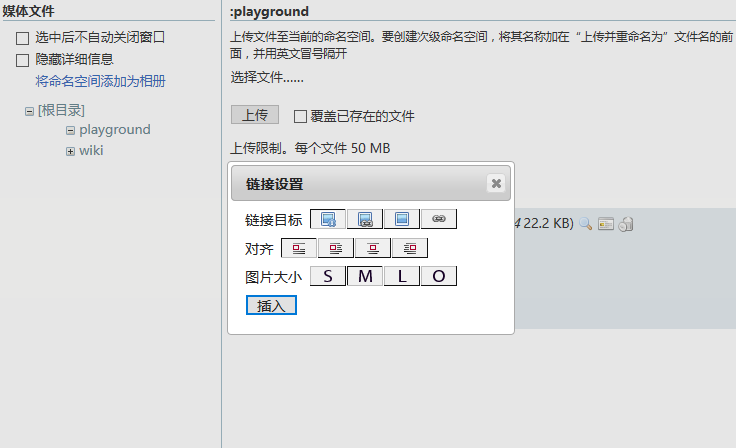 媒体文件
选中后不自动关闭窗口
隐藏详细信息
将命名空间添加为相册
[根目录]
playground
wiki
:playground
上传文件至当前的命名空间。要创建次级命名空间，将其名称加在“上传并重命名为”文件名的前
面，并用英文冒号隔开
选择文件......
上传
覆盖已存在的文件
上传限制。每个文件 50 MB
链接设置
4 22.2 KB)
链接目标
对齐
图片大小 S M L O
插入